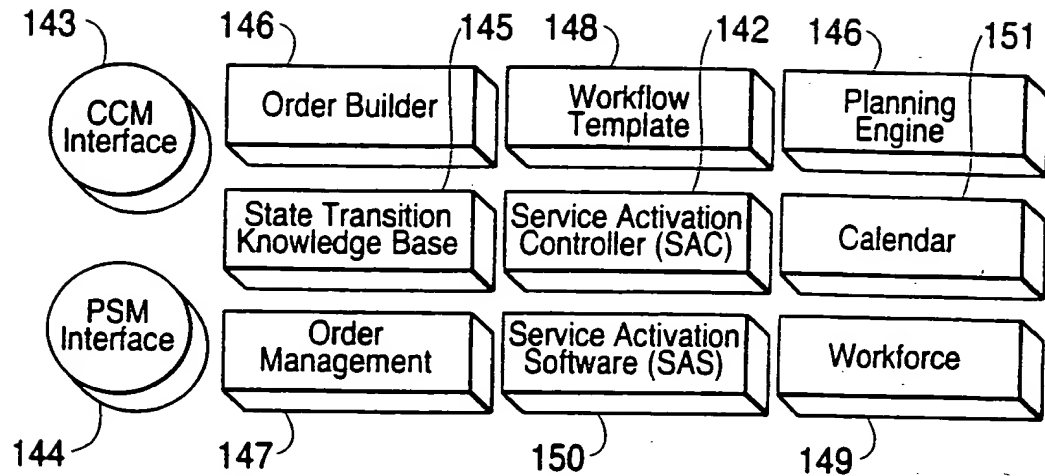 143
146
145
148
142
146
151
CCM
Interface
Order Builder
Workflow
Template
Planning
Engine
State Transition
Knowledge Base
Service Activation
Controller (SAC)
Calendar
PSM
Interface
Order
Management
Service Activation
Software (SAS)
Workforce
144
147
150
149